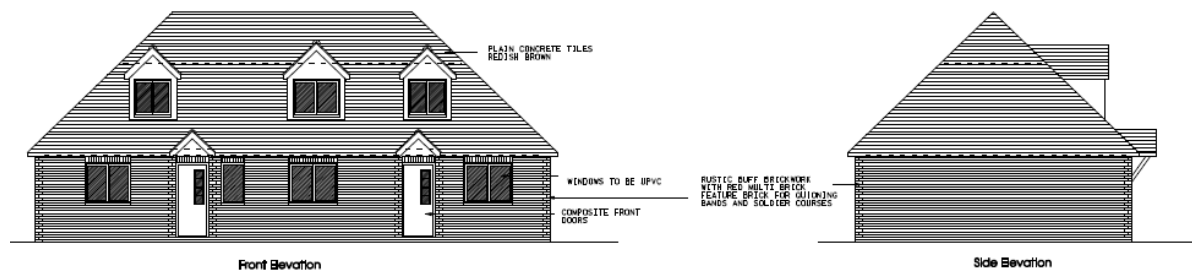 PLAIN CONCRETE TILES
REDISH BROWN
WINDOWS TO BE UPVC
COMPOSITE FRONT
DOORS
RUSTIC BUFF BRICKWORK
WITH RED MULTI BRICK
FEATURE BRICK FOR QUIONING
BANDS AND SOLDIER COURSES
Front Elevation
Side Elevation